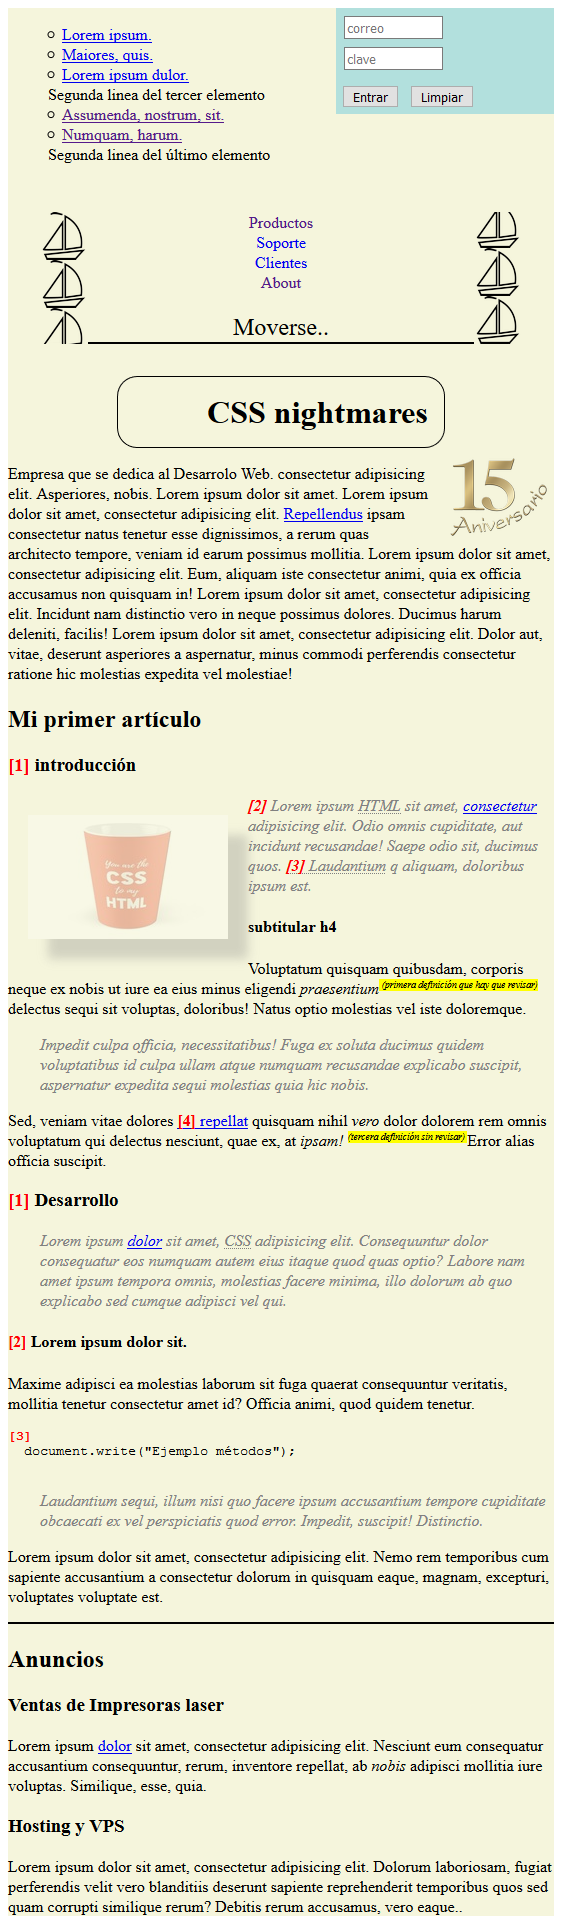 Lorem ipsum.
Maiores, quis.
Lorem ipsum dulor.
Segunda linea del tercer elemento
Assumenda, nostrum, sit.
Numquam, harum.
Segunda linea del último elemento
correo
clave
Entrar Limpiar
Productos
Soporte
Clientes
About
Moverse..
CSS nightmares
15
Aniversario
Empresa que se dedica al Desarrolo Web. consectetur adipisicing
elit. Asperiores, nobis. Lorem ipsum dolor sit amet. Lorem ipsum
dolor sit amet, consectetur adipisicing elit. Repellendus ipsam
consectetur natus tenetur esse dignissimos, a rerum quas
architecto tempore, veniam id earum possimus mollitia. Lorem ipsum dolor sit amet,
consectetur adipisicing elit. Eum, aliquam iste consectetur animi, quia ex officia
accusamus non quisquam in! Lorem ipsum dolor sit amet, consectetur adipisicing
elit. Incidunt nam distinctio vero in neque possimus dolores. Ducimus harum
deleniti, facilis! Lorem ipsum dolor sit amet, consectetur adipisicing elit. Dolor aut,
vitae, deserunt asperiores a aspernatur, minus commodi perferendis consectetur
ratione hic molestias expedita vel molestiae!
Mi primer artículo
[1] introducción
[2] Lorem ipsum HTML sit amet, consectetur
adipisicing elit. Odio omnis cupiditate, aut
incidunt recusandae! Saepe odio sit, ducimus
quos. [3] Laudantium q aliquam, doloribus
ipsum est.
you are the
CSS
to my
HTML
subtitular h4
Voluptatum quisquam quibusdam, corporis
neque ex nobis ut iure ea eius minus eligendi praesentium (primera definición que hay que revisar)
delectus sequi sit voluptas, doloribus! Natus optio molestias vel iste doloremque.
Impedit culpa officia, necessitatibus! Fuga ex soluta ducimus quidem
voluptatibus id culpa ullam atque numquam recusandae explicabo suscipit,
aspernatur expedita sequi molestias quia hic nobis.
Sed, veniam vitae dolores [4] repellat quisquam nihil vero dolor dolorem rem omnis
voluptatum qui delectus nesciunt, quae ex, at ipsam! (tercera definición sin revisar) Error alias
officia suscipit.
[1] Desarrollo
Lorem ipsum dolor sit amet, CSS adipisicing elit. Consequuntur dolor
consequatur eos numquam autem eius itaque quod quas optio? Labore nam
amet ipsum tempora omnis, molestias facere minima, illo dolorum ab quo
explicabo sed cumque adipisci vel qui.
[2] Lorem ipsum dolor sit.
Maxime adipisci ea molestias laborum sit fuga quaerat consequuntur veritatis,
mollitia tenetur consectetur amet id? Officia animi, quod quidem tenetur.
[3]
document.write("Ejemplo métodos");
Laudantium sequi, illum nisi quo facere ipsum accusantium tempore cupiditate
obcaecati ex vel perspiciatis quod error. Impedit, suscipit! Distinctio.
Lorem ipsum dolor sit amet, consectetur adipisicing elit. Nemo rem temporibus cum
sapiente accusantium a consectetur dolorum in quisquam eaque, magnam, excepturi,
voluptates voluptate est.
Anuncios
Ventas de Impresoras laser
Lorem ipsum dolor sit amet, consectetur adipisicing elit. Nesciunt eum consequatur
accusantium consequuntur, rerum, inventore repellat, ab nobis adipisci mollitia iure
voluptas. Similique, esse, quia.
Hosting y VPS
Lorem ipsum dolor sit amet, consectetur adipisicing elit. Dolorum laboriosam, fugiat
perferendis velit vero blanditiis deserunt sapiente reprehenderit temporibus quos sed
quam corrupti similique rerum? Debitis rerum accusamus, vero eaque..